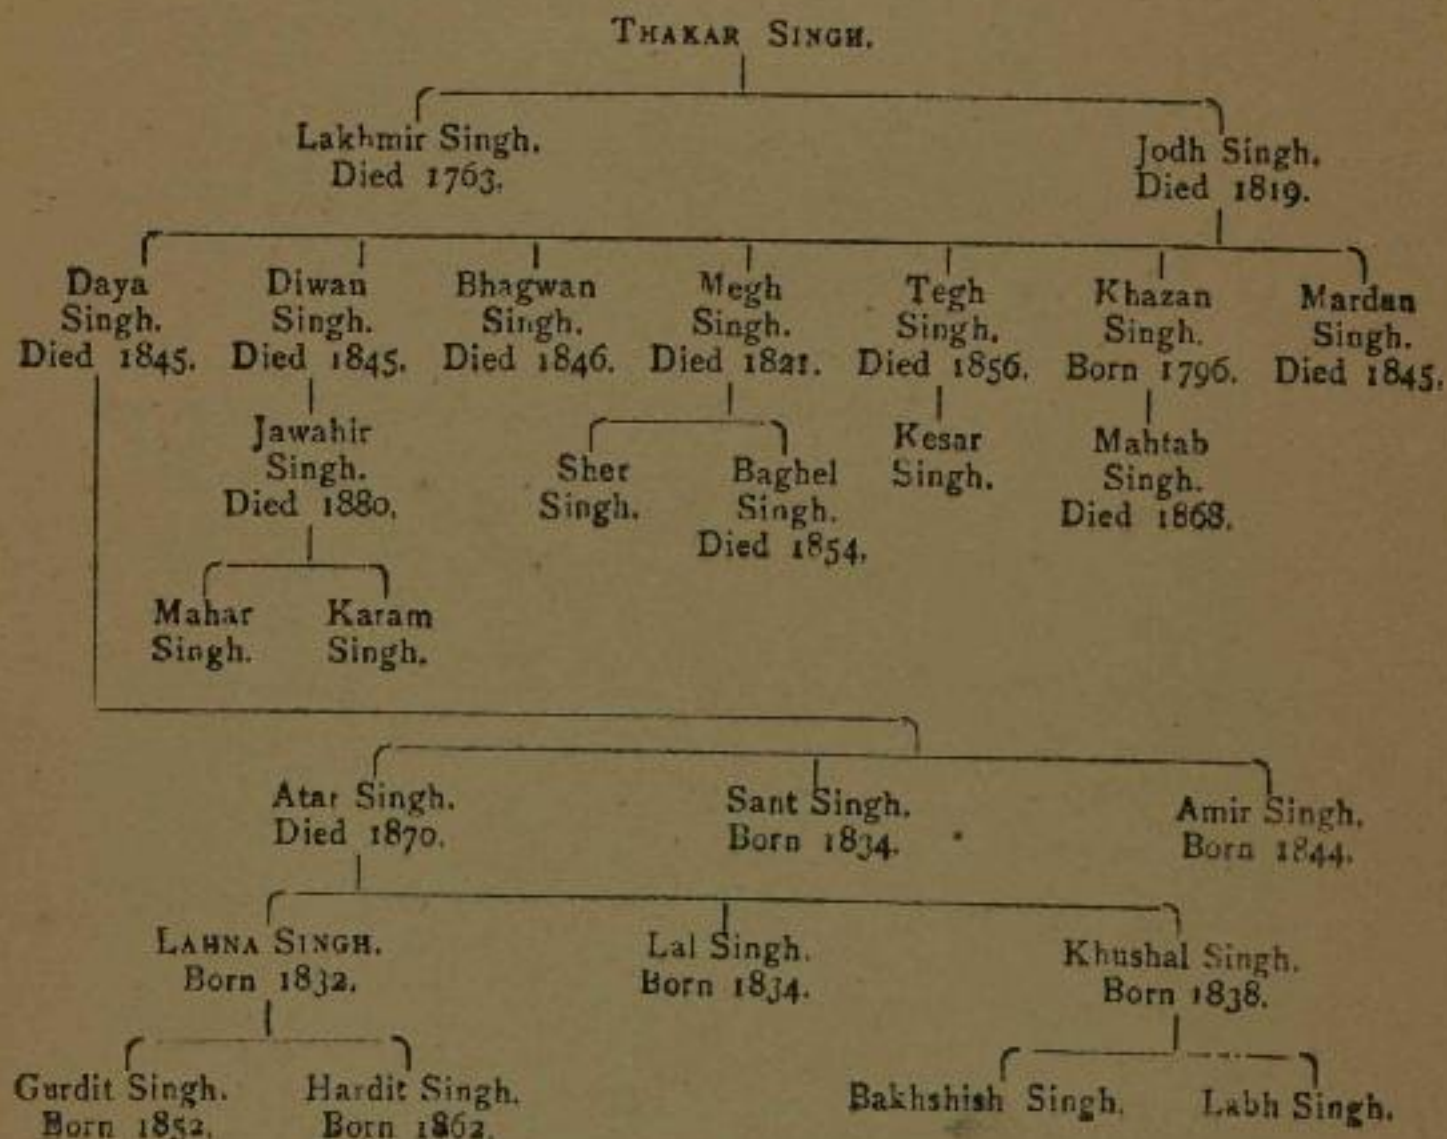 THAKAR SINGH.
Lakhmir Singh.
Died 1763.
Jodh Singh.
Died 1819.
Daya
Singh.
Died 1845.
Diwan
Singh.
Died 1845.
Bhagwan
Singh.
Died 1846.
Megh
Singh.
Died 1821.
Tegh
Singh.
Died 1856.
Khazan
Singh.
Born 1796.
Mardan
Singh.
Died 1845.
Jawahir
Singh.
Died 1880.
Sher
Singh.
Baghel
Singh.
Died 1854.
Kesar
Singh.
Mahtab
Singh.
Died 1868.
Mahar
Singh.
Karam
Singh.
Atar Singh.
Died 1870.
Sant Singh.
Born 1834.
Amir Singh.
Born 1844.
LAHNA SINGH.
Born 1832.
Lal Singh.
Born 1834.
Khushal Singh.
Born 1838.
Gurdit Singh.
Born 1852.
Hardit Singh.
Born 1862.
Bakhshish Singh.
Labh Singh.